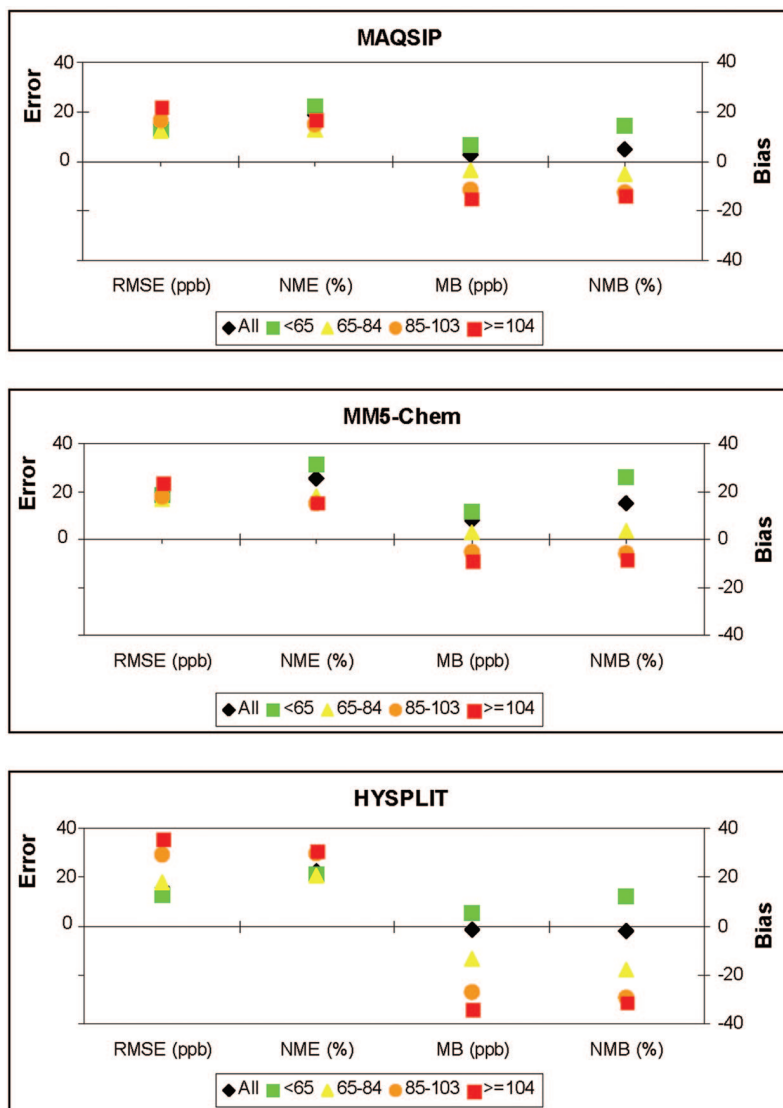 MAQSIP
Error
Bias
40
20
0
40
20
0
-20
-40
RMSE (ppb) NME (%) MB (ppb) NMB (%)
All <65 65-84 85-103 >=104
MM5-Chem
Error
Bias
40
20
0
40
20
0
-20
-40
RMSE (ppb) NME (%) MB (ppb) NMB (%)
All <65 65-84 85-103 >=104
HYSPLIT
Error
Bias
40
20
0
40
20
0
-20
-40
RMSE (ppb) NME (%) MB (ppb) NMB (%)
All <65 65-84 85-103 >=104